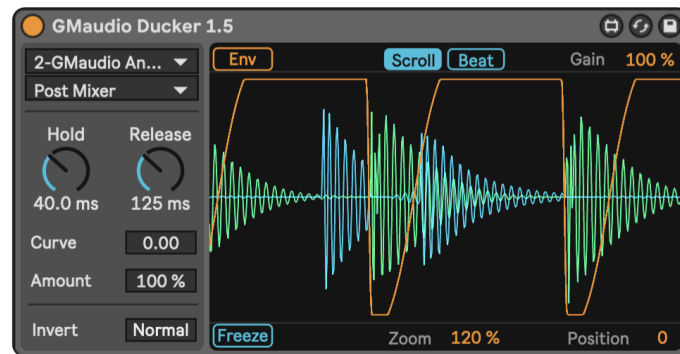 GMaudio Ducker 1.5
2-GMaudio An...
Post Mixer
Hold Release
40.0 ms 125 ms
Curve 0.00
Amount 100 %
Invert Normal
Env Scroll Beat Gain 100 %
Freeze Zoom 120 % Position 0